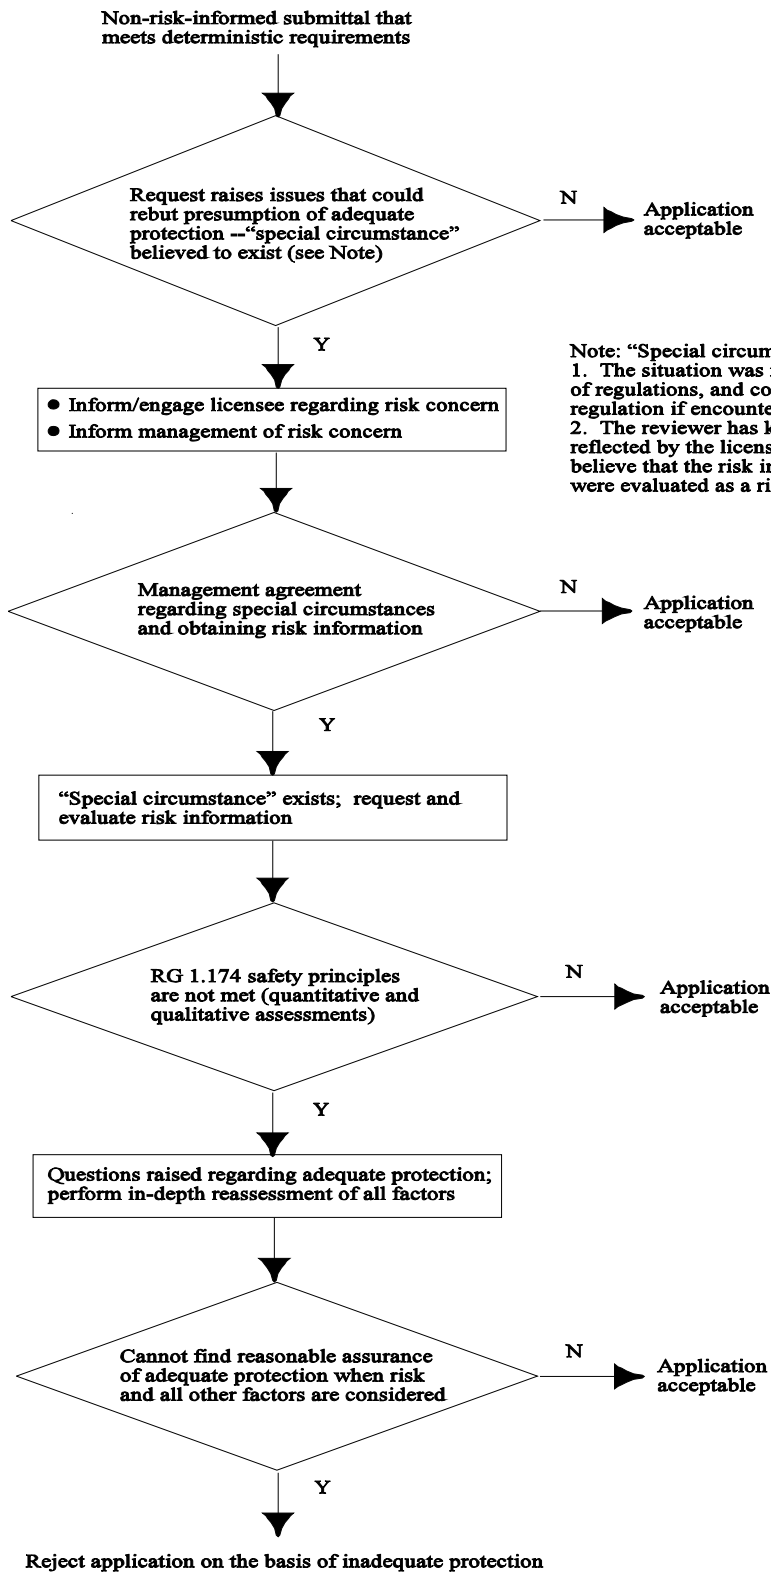 Non-risk-informed submittal that
meets deterministic requirements
Request raises issues that could
rebut presumption of adequate
protection --“special circumstance”
believed to exist (see Note)
N
Application
acceptable
Y
Note: “Special circum
1. The situation was
of regulations, and co
regulation if encounte
2. The reviewer has k
reflected by the licens
believe that the risk in
were evaluated as a ri
● Inform/engage licensee regarding risk concern
● Inform management of risk concern
Management agreement
regarding special circumstances
and obtaining risk information
N
Application
acceptable
Y
“Special circumstance” exists; request and
evaluate risk information
RG 1.174 safety principles
are not met (quantitative and
qualitative assessments)
N
Application
acceptable
Y
Questions raised regarding adequate protection;
perform in-depth reassessment of all factors
Cannot find reasonable assurance
of adequate protection when risk
and all other factors are considered
N
Application
acceptable
Y
Reject application on the basis of inadequate protection